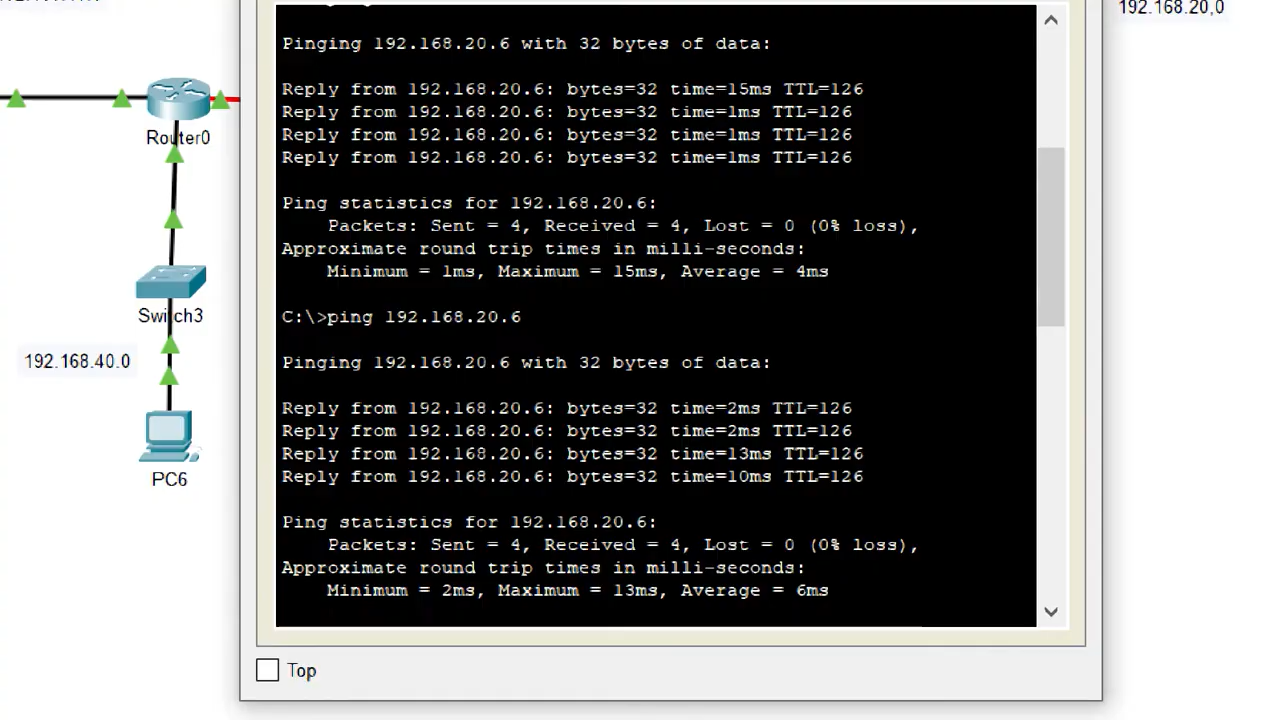 192.168.20,0
Pinging 192.168.20.6 with 32 bytes of data:
Reply from 192.168.20.6: bytes=32 time=15ms TTL=126
Reply from 192.168.20.6: bytes=32 time=1ms TTL=126
Reply from 192.168.20.6: bytes=32 time=1ms TTL=126
Reply from 192.168.20.6: bytes=32 time=1ms TTL=126
Ping statistics for 192.168.20.6:
Packets: Sent = 4, Received = 4, Lost = 0 (0% loss),
Approximate round trip times in milli-seconds:
Minimum = 1ms, Maximum = 15ms, Average = 4ms
C:\>ping 192.168.20.6
Pinging 192.168.20.6 with 32 bytes of data:
Reply from 192.168.20.6: bytes=32 time=2ms TTL=126
Reply from 192.168.20.6: bytes=32 time=2ms TTL=126
Reply from 192.168.20.6: bytes=32 time=13ms TTL=126
Reply from 192.168.20.6: bytes=32 time=10ms TTL=126
Ping statistics for 192.168.20.6:
Packets: Sent = 4, Received = 4, Lost = 0 (0% loss),
Approximate round trip times in milli-seconds:
Minimum = 2ms, Maximum = 13ms, Average = 6ms
Router0
Switch3
192.168.40.0
PC6
Top